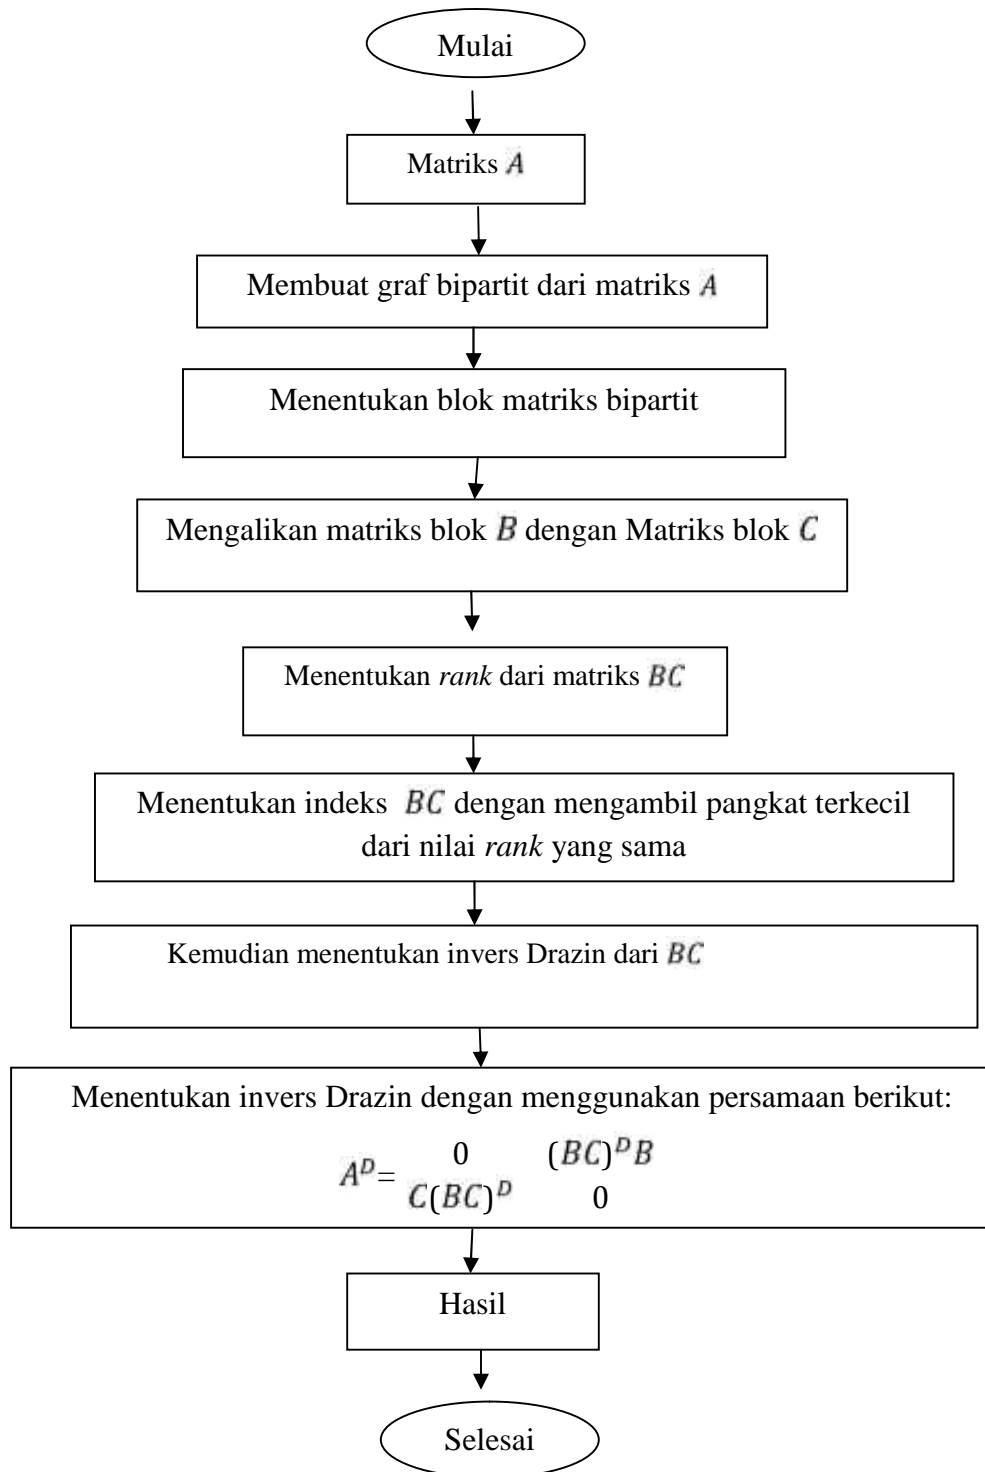 Mulai
Matriks A
Membuat graf bipartit dari matriks A
Menentukan blok matriks bipartit
Mengalikan matriks blok B dengan Matriks blok C
Menentukan rank dari matriks BC
Menentukan indeks BC dengan mengambil pangkat terkecil
dari nilai rank yang sama
Kemudian menentukan invers Drazin dari BC
Menentukan invers Drazin dengan menggunakan persamaan berikut:
A^D = 0 (BC)^D B
C(BC)^D 0
Hasil
Selesai